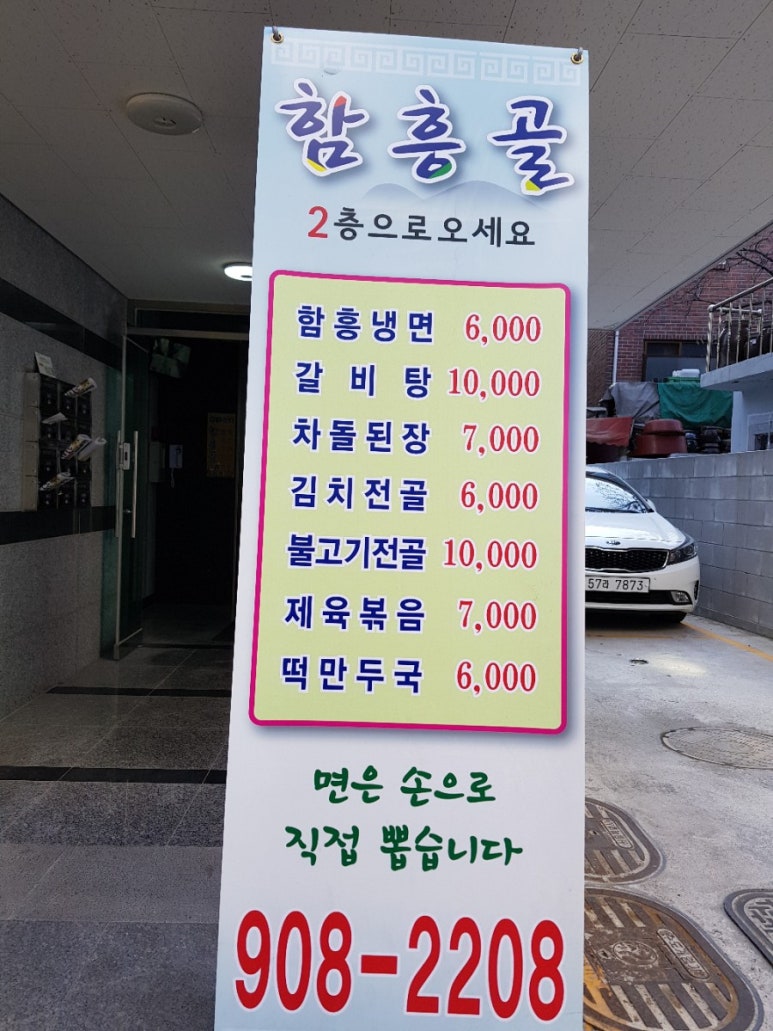 함흥골
2층으로오세요
함흥냉면 6,000
갈비탕 10,000
차돌된장 7,000
김치전골 6,000
불고기전골 10,000
제육볶음 7,000
떡만두국 6,000
면은 손으로
직접 뽑습니다
908-2208
57라 7873